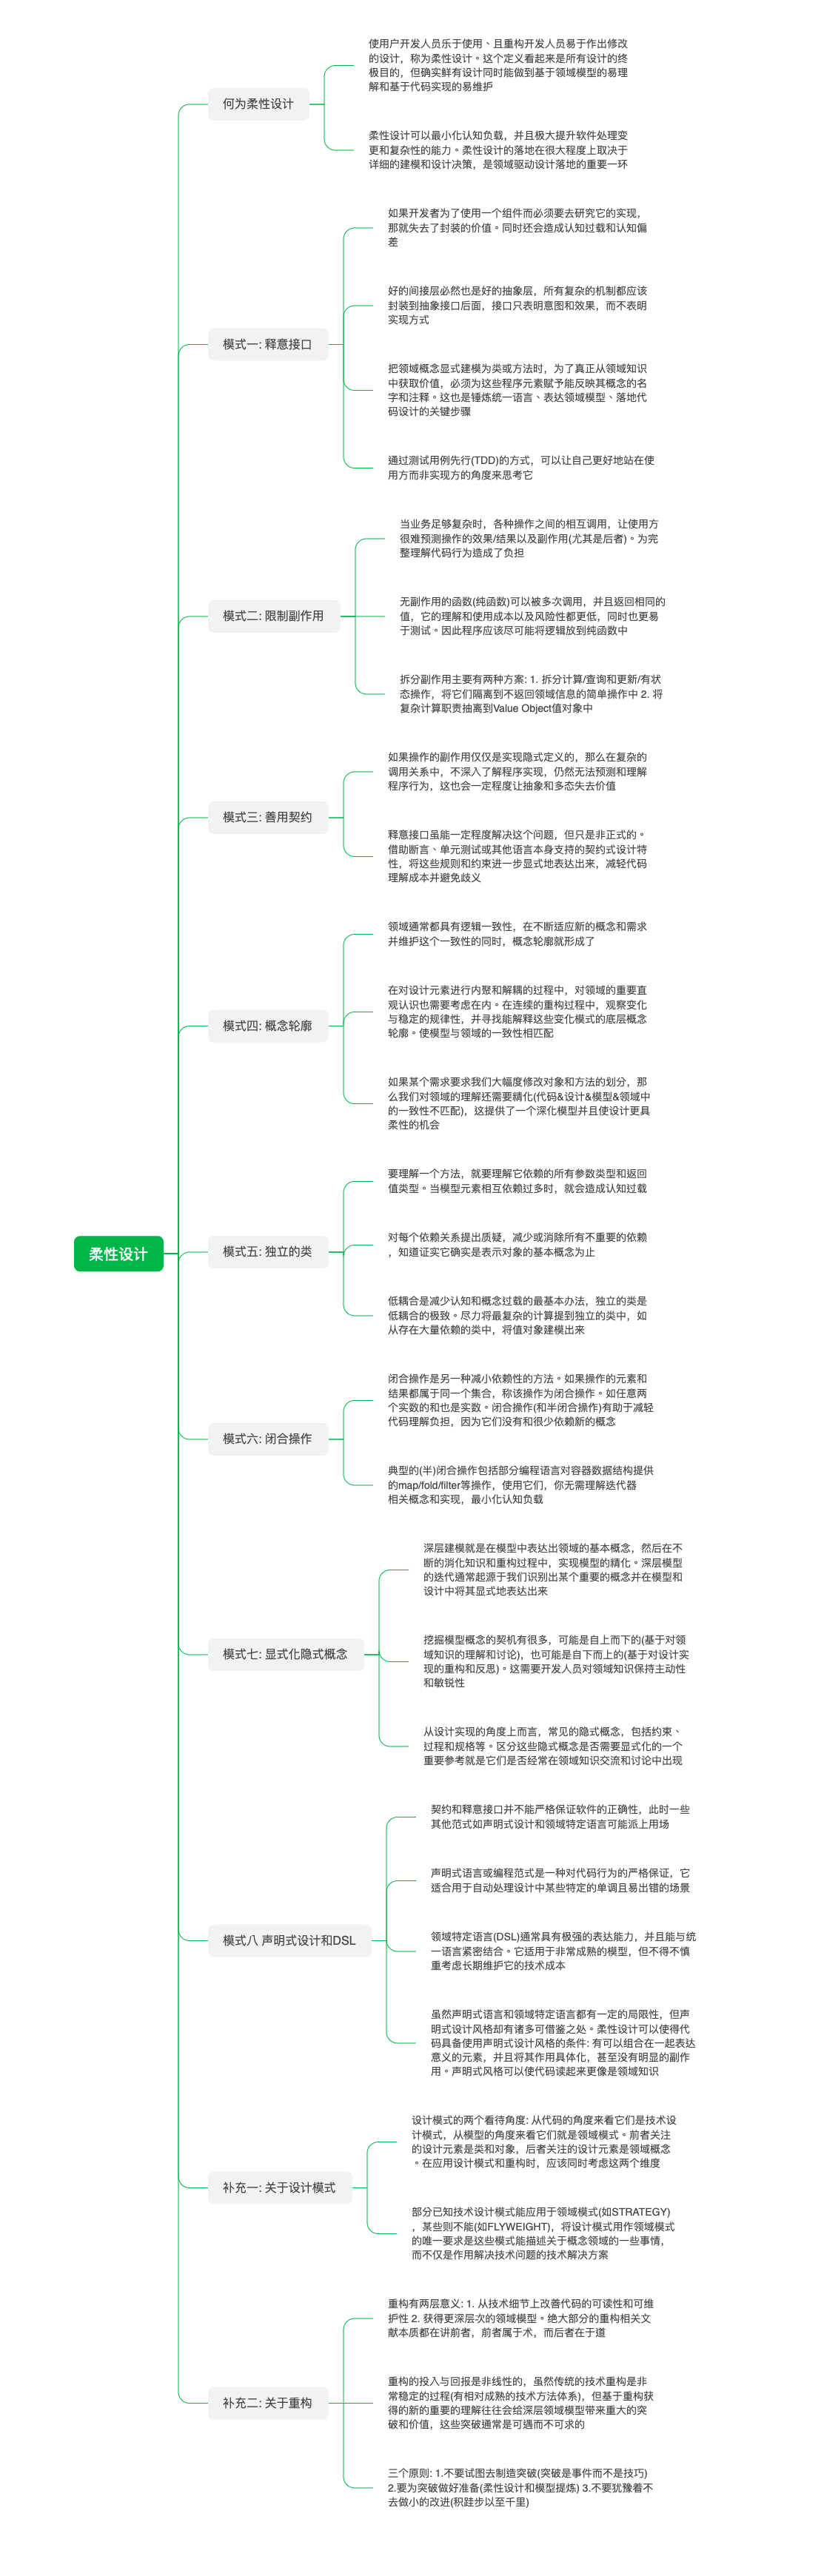 柔性设计
何为柔性设计
使用户开发人员乐于使用、且重构开发人员易于作出修改
的设计，称为柔性设计。这个定义看起来是所有设计的终
极目的，但确实鲜有设计同时能做到基于领域模型的易理
解和基于代码实现的易维护
柔性设计可以最小化认知负载，并且极大提升软件处理变
更和复杂性的能力。柔性设计的落地在很大程度上取决于
详细的建模和设计决策，是领域驱动设计落地的重要一环
模式一: 释意接口
如果开发者为了使用一个组件而必须要去研究它的实现，
那就失去了封装的价值。同时还会造成认知过载和认知偏
差
好的间接层必然也是好的抽象层，所有复杂的机制都应该
封装到抽象接口后面，接口只表明意图和效果，而不表明
实现方式
把领域概念显式建模为类或方法时，为了真正从领域知识
中获取价值，必须为这些程序元素赋予能反映其概念的名
字和注释。这也是锤炼统一语言、表达领域模型、落地代
码设计的关键步骤
通过测试用例先行(TDD)的方式，可以让自己更好地站在使
用方而非实现方的角度来思考它
模式二: 限制副作用
当业务足够复杂时，各种操作之间的相互调用，让使用方
很难预测操作的效果/结果以及副作用(尤其是后者)。为完
整理解代码行为造成了负担
无副作用的函数(纯函数)可以被多次调用，并且返回相同的
值，它的理解和使用成本以及风险性都更低，同时也更易
于测试。因此程序应该尽可能将逻辑放到纯函数中
拆分副作用主要有两种方案: 1. 拆分计算/查询和更新/有状
态操作，将它们隔离到不返回领域信息的简单操作中 2. 将
复杂计算职责抽离到Value Object值对象中
模式三: 善用契约
如果操作的副作用仅仅是实现隐式定义的，那么在复杂的
调用关系中，不深入了解程序实现，仍然无法预测和理解
程序行为，这也会一定程度让抽象和多态失去价值
释意接口虽能一定程度解决这个问题，但只是非正式的。
借助断言、单元测试或其他语言本身支持的契约式设计特
性，将这些规则和约束进一步显式地表达出来，减轻代码
理解成本并避免歧义
模式四: 概念轮廓
领域通常都具有逻辑一致性，在不断适应新的概念和需求
并维护这个一致性的同时，概念轮廓就形成了
在对设计元素进行内聚和解耦的过程中，对领域的重要直
观认识也需要考虑在内。在连续的重构过程中，观察变化
与稳定的规律性，并寻找能解释这些变化模式的底层概念
轮廓。使模型与领域的一致性相匹配
如果某个需求要求我们大幅度修改对象和方法的划分，那
么我们对领域的理解还需要精化(代码&设计&模型&领域中
的一致性不匹配)，这提供了一个深化模型并且使设计更具
柔性的机会
模式五: 独立的类
要理解一个方法，就要理解它依赖的所有参数类型和返回
值类型。当模型元素相互依赖过多时，就会造成认知过载
对每个依赖关系提出质疑，减少或消除所有不重要的依赖
，知道证实它确实是表示对象的基本概念为止
低耦合是减少认知和概念过载的最基本办法，独立的类是
低耦合的极致。尽力将最复杂的计算提到独立的类中，如
从存在大量依赖的类中，将值对象建模出来
模式六: 闭合操作
闭合操作是另一种减小依赖性的方法。如果操作的元素和
结果都属于同一个集合，称该操作为闭合操作。如任意两
个实数的和也是实数。闭合操作(和半闭合操作)有助于减轻
代码理解负担，因为它们没有和很少依赖新的概念
典型的(半)闭合操作包括部分编程语言对容器数据结构提供
的map/fold/filter等操作，使用它们，你无需理解迭代器
相关概念和实现，最小化认知负载
模式七: 显式化隐式概念
深层建模就是在模型中表达出领域的基本概念，然后在不
断的消化知识和重构过程中，实现模型的精化。深层模型
的迭代通常起源于我们识别出某个重要的概念并在模型和
设计中将其显式地表达出来
挖掘模型概念的契机有很多，可能是自上而下的(基于对领
域知识的理解和讨论)，也可能是自下而上的(基于对设计实
现的重构和反思)。这需要开发人员对领域知识保持主动性
和敏锐性
从设计实现的角度上而言，常见的隐式概念，包括约束、
过程和规格等。区分这些隐式概念是否需要显式化的一个
重要参考就是它们是否经常在领域知识交流和讨论中出现
模式八 声明式设计和DSL
契约和释意接口并不能严格保证软件的正确性，此时一些
其他范式如声明式设计和领域特定语言可能派上用场
声明式语言或编程范式是一种对代码行为的严格保证，它
适合用于自动处理设计中某些特定的单调且易出错的场景
领域特定语言(DSL)通常具有极强的表达能力，并且能与统
一语言紧密结合。它适用于非常成熟的模型，但不得不慎
重考虑长期维护它的技术成本
虽然声明式语言和领域特定语言都有一定的局限性，但声
明式设计风格却有诸多可借鉴之处。柔性设计可以使得代
码具备使用声明式设计风格的条件: 有可以组合在一起表达
意义的元素，并且将其作用具体化，甚至没有明显的副作
用。声明式风格可以使代码读起来更像是领域知识
补充一: 关于设计模式
设计模式的两个看待角度: 从代码的角度来看它们是技术设
计模式，从模型的角度来看它们就是领域模式。前者关注
的设计元素是类和对象，后者关注的设计元素是领域概念
。在应用设计模式和重构时，应该同时考虑这两个维度
部分已知技术设计模式能应用于领域模式(如STRATEGY)
，某些则不能(如FLYWEIGHT)，将设计模式用作领域模式
的唯一要求是这些模式能描述关于概念领域的一些事情，
而不仅是作用解决技术问题的技术解决方案
补充二: 关于重构
重构有两层意义: 1. 从技术细节上改善代码的可读性和可维
护性 2. 获得更深层次的领域模型。绝大部分的重构相关文
献本质都在讲前者，前者属于术，而后者在于道
重构的投入与回报是非线性的，虽然传统的技术重构是非
常稳定的过程(有相对成熟的技术方法体系)，但基于重构获
得的新的重要的理解往往会给深层领域模型带来重大的突
破和价值，这些突破通常是可遇而不可求的
三个原则: 1.不要试图去制造突破(突破是事件而不是技巧)
2.要为突破做好准备(柔性设计和模型提炼) 3.不要犹豫着不
去做小的改进(积跬步以至千里)